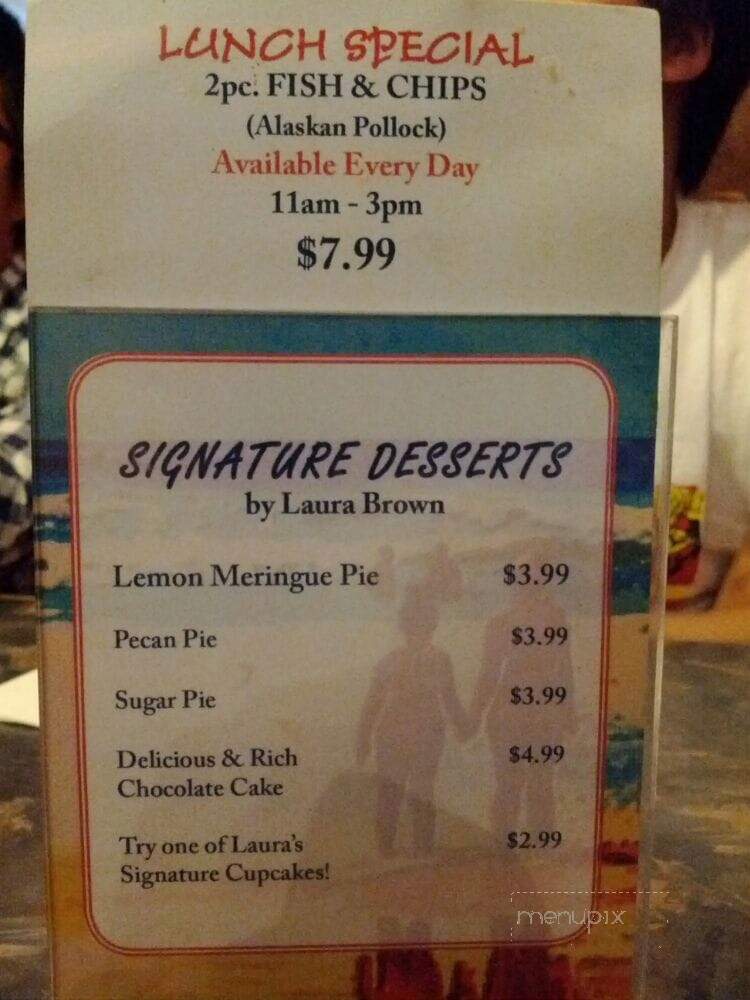 LUNCH SPECIAL
2pc. FISH & CHIPS
(Alaskan Pollock)
Available Every Day
11am - 3pm
$7.99
SIGNATURE DESSERTS
by Laura Brown
Lemon Meringue Pie $3.99
Pecan Pie $3.99
Sugar Pie $3.99
Delicious & Rich $4.99
Chocolate Cake
Try one of Laura's $2.99
Signature Cupcakes!
menupix